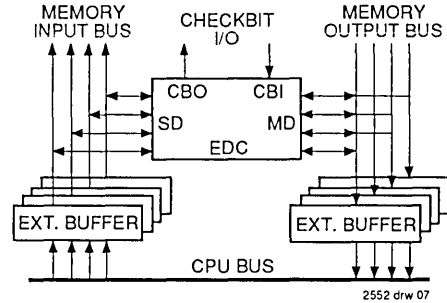 MEMORY
INPUT BUS
CHECKBIT
I/O
MEMORY
OUTPUT BUS
CBO
CBI
SD
MD
EDC
EXT. BUFFER
EXT. BUFFER
CPU BUS
2552 drw 07